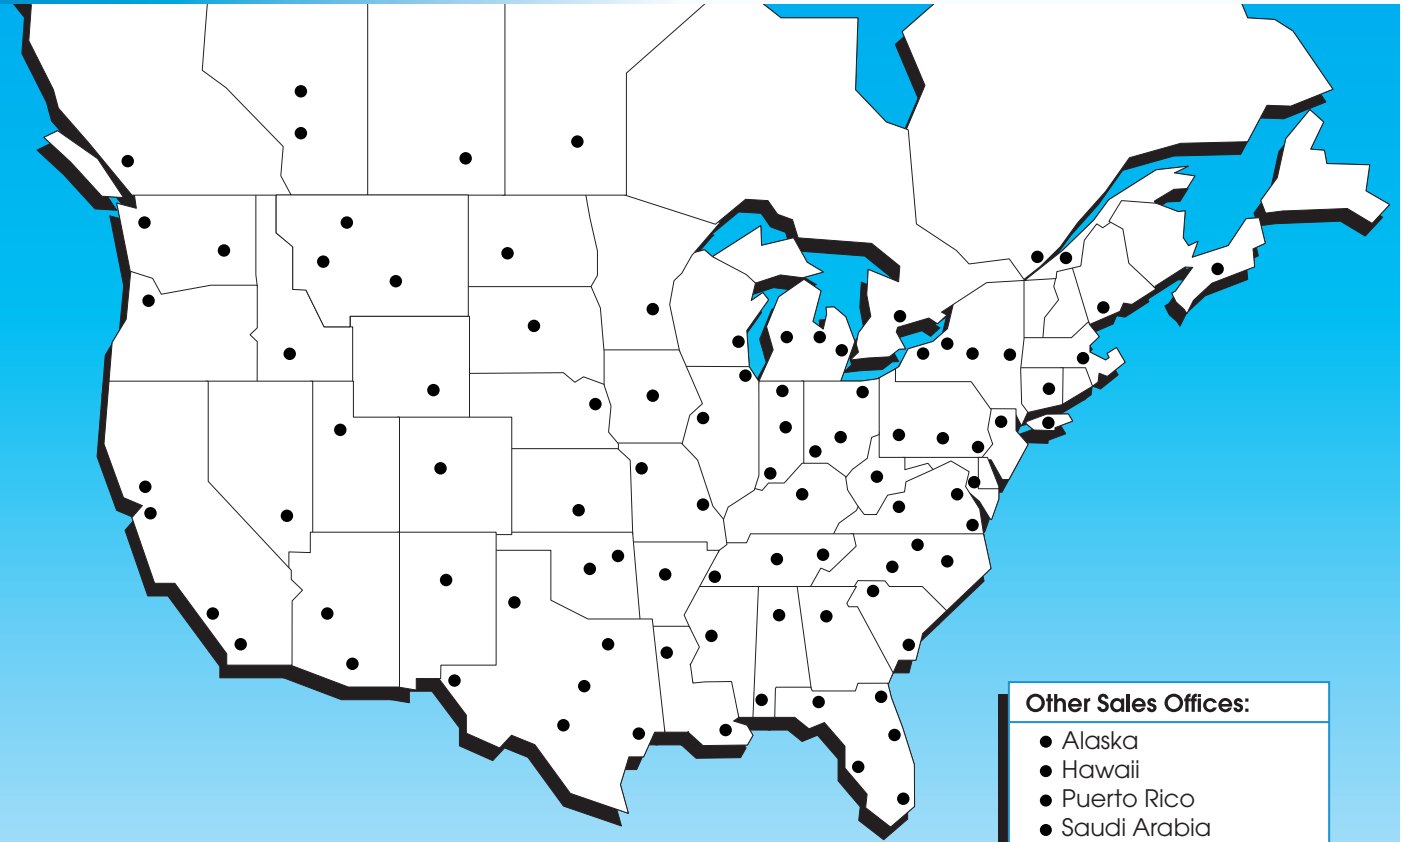 Other Sales Offices:
● Alaska
● Hawaii
● Puerto Rico
● Saudi Arabia